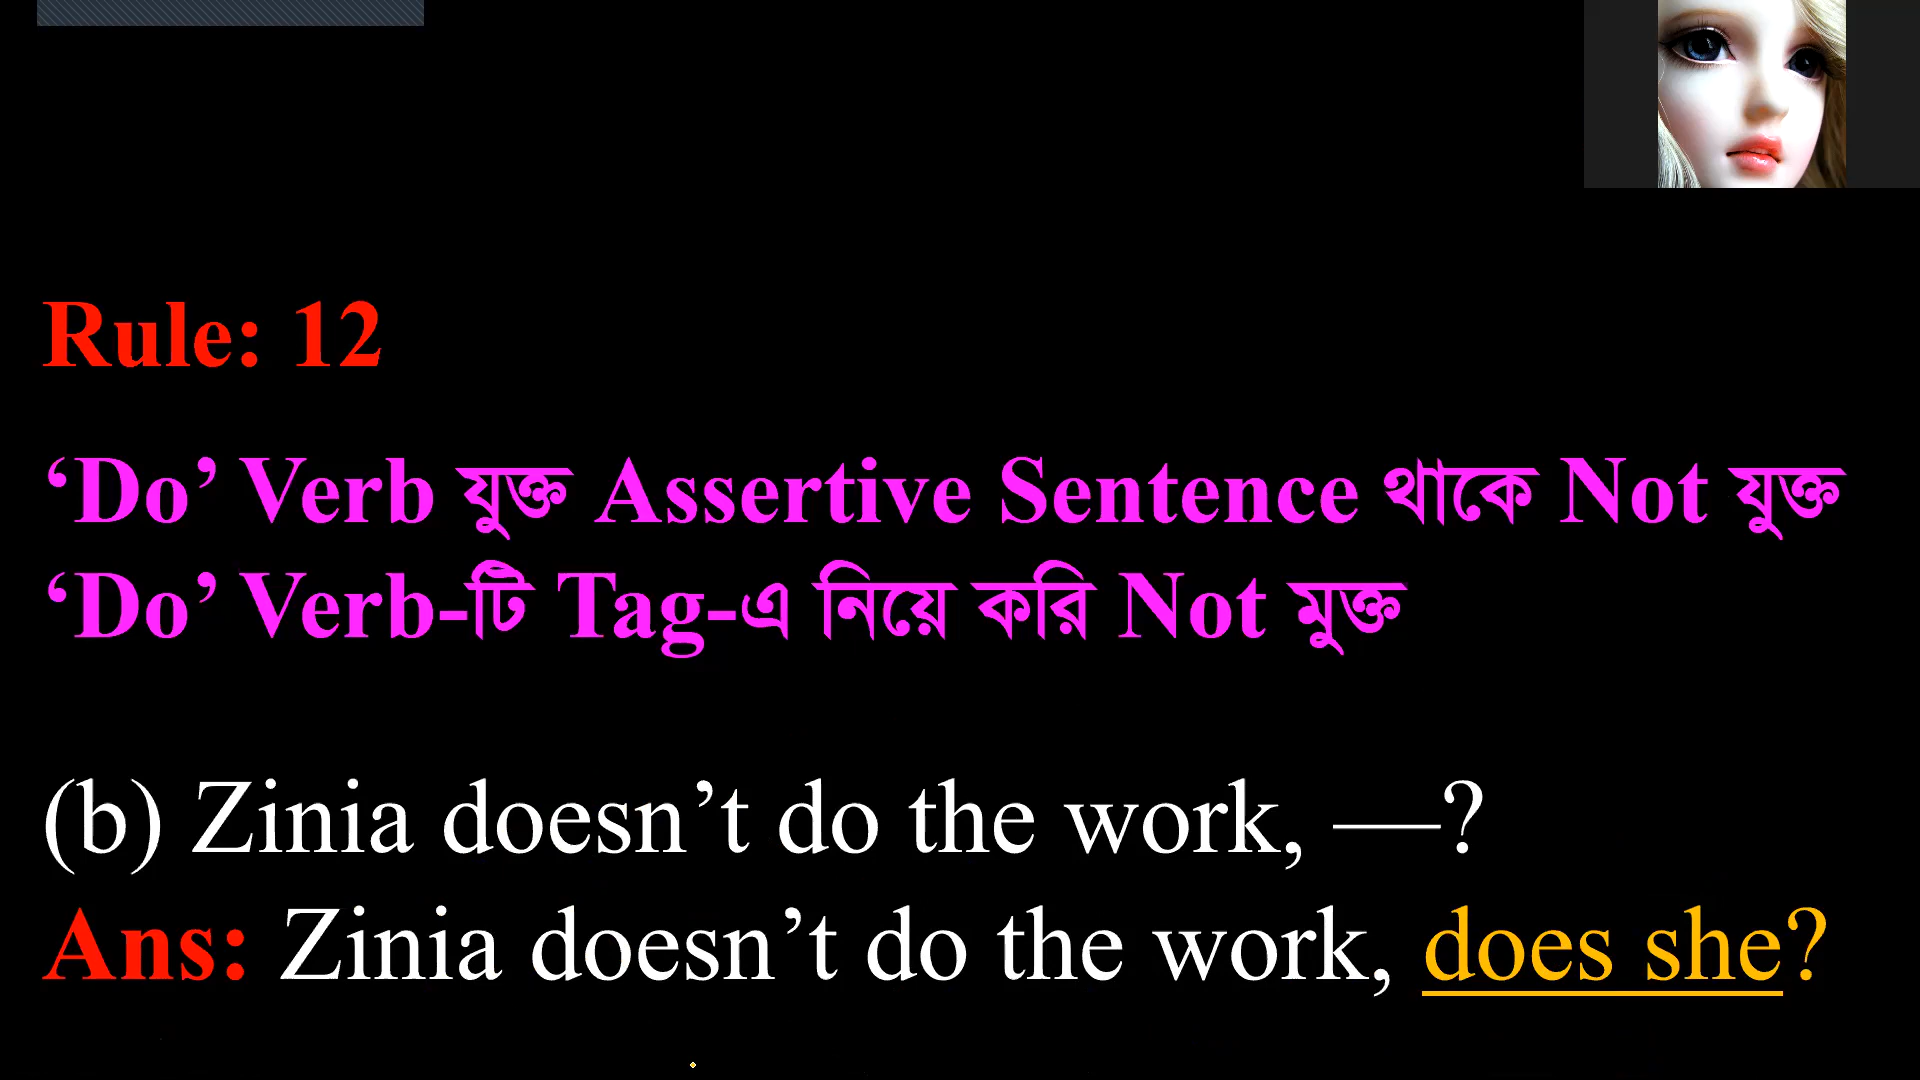 Rule: 12
‘Do’ Verb যুক্ত Assertive Sentence থাকে Not যুক্ত
‘Do’ Verb-টি Tag-এ নিয়ে করি Not মুক্ত
(b) Zinia doesn’t do the work, —?
Ans: Zinia doesn’t do the work, does she?